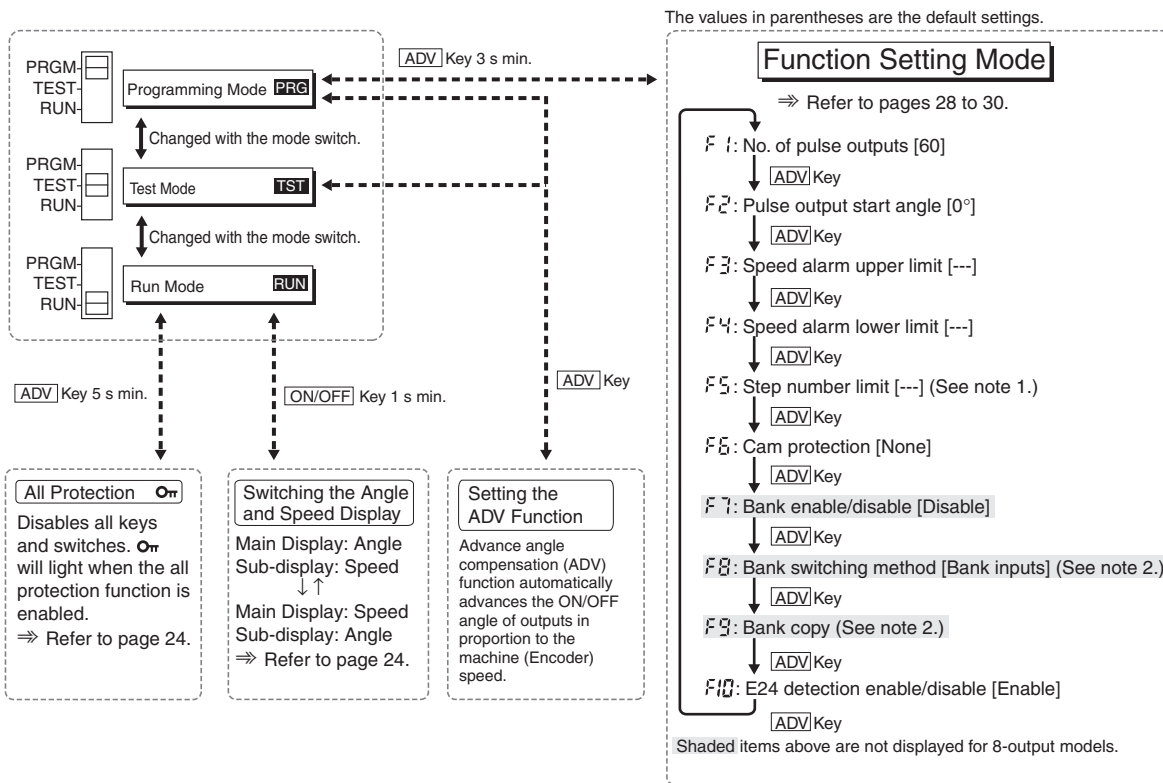 The values in parentheses are the default settings.
PRGM
TEST
RUN
Programming Mode PRG
Changed with the mode switch.
PRGM
TEST
RUN
Test Mode TST
Changed with the mode switch.
PRGM
TEST
RUN
Run Mode RUN
ADV Key 3 s min.
ADV Key 5 s min.
ON/OFF Key 1 s min.
ADV Key
All Protection
Disables all keys
and switches.
will light when the all
protection function is
enabled.
⇒ Refer to page 24.
Switching the Angle
and Speed Display
Main Display: Angle
Sub-display: Speed
↓↑
Main Display: Speed
Sub-display: Angle
⇒ Refer to page 24.
Setting the
ADV Function
Advance angle
compensation (ADV)
function automatically
advances the ON/OFF
angle of outputs in
proportion to the
machine (Encoder)
speed.
Function Setting Mode
⇒ Refer to pages 28 to 30.
F1: No. of pulse outputs [60]
ADV Key
F2: Pulse output start angle [0°]
ADV Key
F3: Speed alarm upper limit [---]
ADV Key
F4: Speed alarm lower limit [---]
ADV Key
F5: Step number limit [---] (See note 1.)
ADV Key
F6: Cam protection [None]
ADV Key
F7: Bank enable/disable [Disable]
ADV Key
F8: Bank switching method [Bank inputs] (See note 2.)
ADV Key
F9: Bank copy (See note 2.)
ADV Key
F10: E24 detection enable/disable [Enable]
ADV Key
Shaded items above are not displayed for 8-output models.